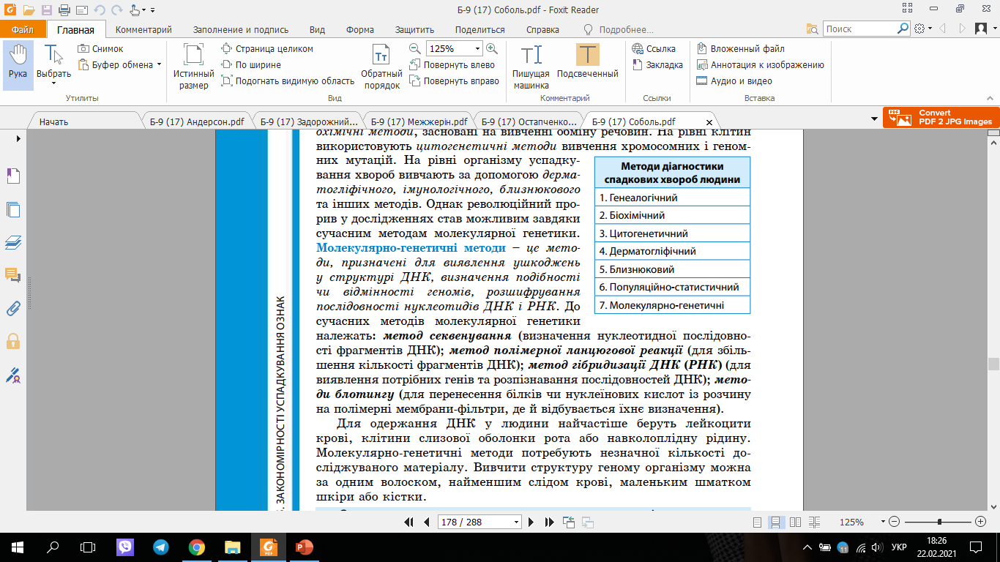 Б-9 (17) Соболь.pdf - Foxit Reader
Файл
Главная
Комментарий
Заполнение и подпись
Вид
Форма
Защитить
Поделиться
Справка
Подробнее...
Поиск
Рука
Выбрать
Снимок
Буфер обмена
Утилиты
Истинный размер
Страница целиком
По ширине
Подогнать видимую область
Обратный порядок
125%
Повернуть влево
Повернуть вправо
Вид
Пишущая машинка
Подсвеченный
Комментарий
Ссылка
Закладка
Ссылки
Вложенный файл
Аннотация к изображению
Аудио и видео
Вставка
Начать
Б-9 (17) Андерсон.pdf
Б-9 (17) Задорожний...
Б-9 (17) Межжерін.pdf
Б-9 (17) Остапченко...
Б-9 (17) Соболь.pdf
Convert
PDF 2 JPG Images
охімічні методи, засновані на вивченні обміну речовин. На рівні клітин
використовують цитогенетичні методи вивчення хромосомних і геном-
них мутацій. На рівні організму успадку-
вання хвороб вивчають за допомогою дерма-
тогліфічного, імунологічного, близнюкового
та інших методів. Однак революційний про-
рив у дослідженнях став можливим завдяки
сучасним методам молекулярної генетики.
Молекулярно-генетичні методи – це мето-
ди, призначені для виявлення ушкоджень
у структурі ДНК, визначення подібності
чи відмінності геномів, розшифрування
послідовності нуклеотидів ДНК і РНК. До
сучасних методів молекулярної генетики
належать: метод секвенування (визначення нуклеотидної послідовно-
сті фрагментів ДНК); метод полімерної ланцюгової реакції (для збіль-
шення кількості фрагментів ДНК); метод гібридизації ДНК (РНК) (для
виявлення потрібних генів та розпізнавання послідовностей ДНК); мето-
ди блотингу (для перенесення білків чи нуклеїнових кислот із розчину
на полімерні мембрани-фільтри, де й відбувається їхнє визначення).
Для одержання ДНК у людини найчастіше беруть лейкоцити
крові, клітини слизової оболонки рота або навколоплідну рідину.
Молекулярно-генетичні методи потребують незначної кількості до-
сліджуваного матеріалу. Вивчити структуру геному організму можна
за одним волоском, найменшим слідом крові, маленьким шматком
шкіри або кістки.
Методи діагностики
спадкових хвороб людини
1. Генеалогічний
2. Біохімічний
3. Цитогенетичний
4. Дерматогліфічний
5. Близнюковий
6. Популяційно-статистичний
7. Молекулярно-генетичні
. ЗАКОНОМІРНОСТІ УСПАДКУВАННЯ ОЗНАК
178 / 288
125%
11
УКР
18:26
22.02.2021